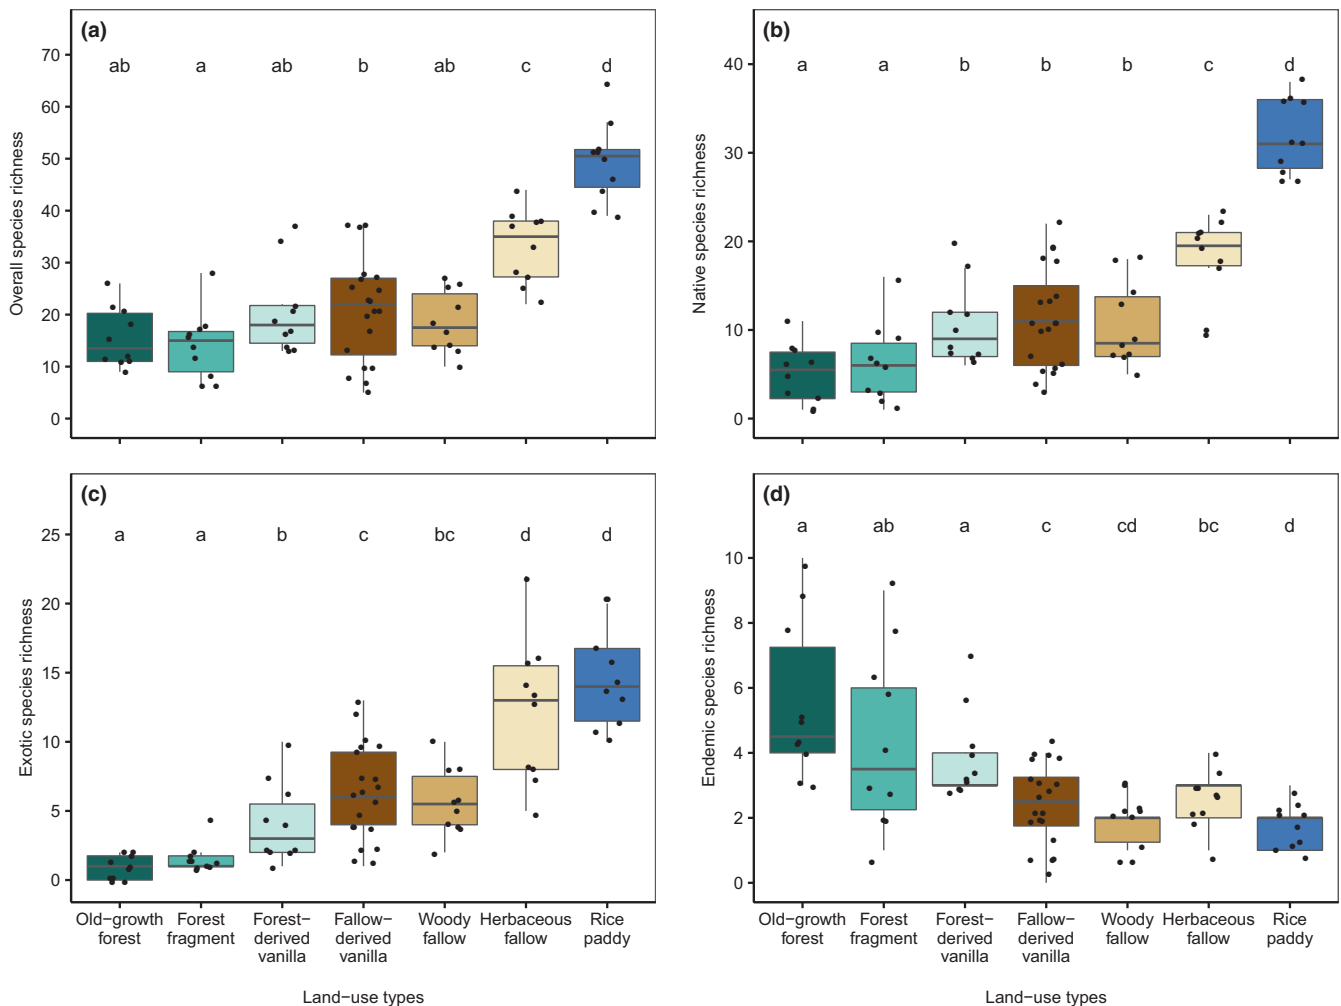 (a)
Overall species richness
70
60
50
40
30
20
10
0
ab a ab b ab c d
(b)
Native species richness
40
30
20
10
0
a a b b b c d
(c)
Exotic species richness
25
20
15
10
5
0
a a b c bc d d
Old−growth forest
Forest fragment
Forest−derived vanilla
Fallow−derived vanilla
Woody fallow
Herbaceous fallow
Rice paddy
Land−use types
(d)
Endemic species richness
10
8
6
4
2
0
a ab a c cd bc d
Old−growth forest
Forest fragment
Forest−derived vanilla
Fallow−derived vanilla
Woody fallow
Herbaceous fallow
Rice paddy
Land−use types